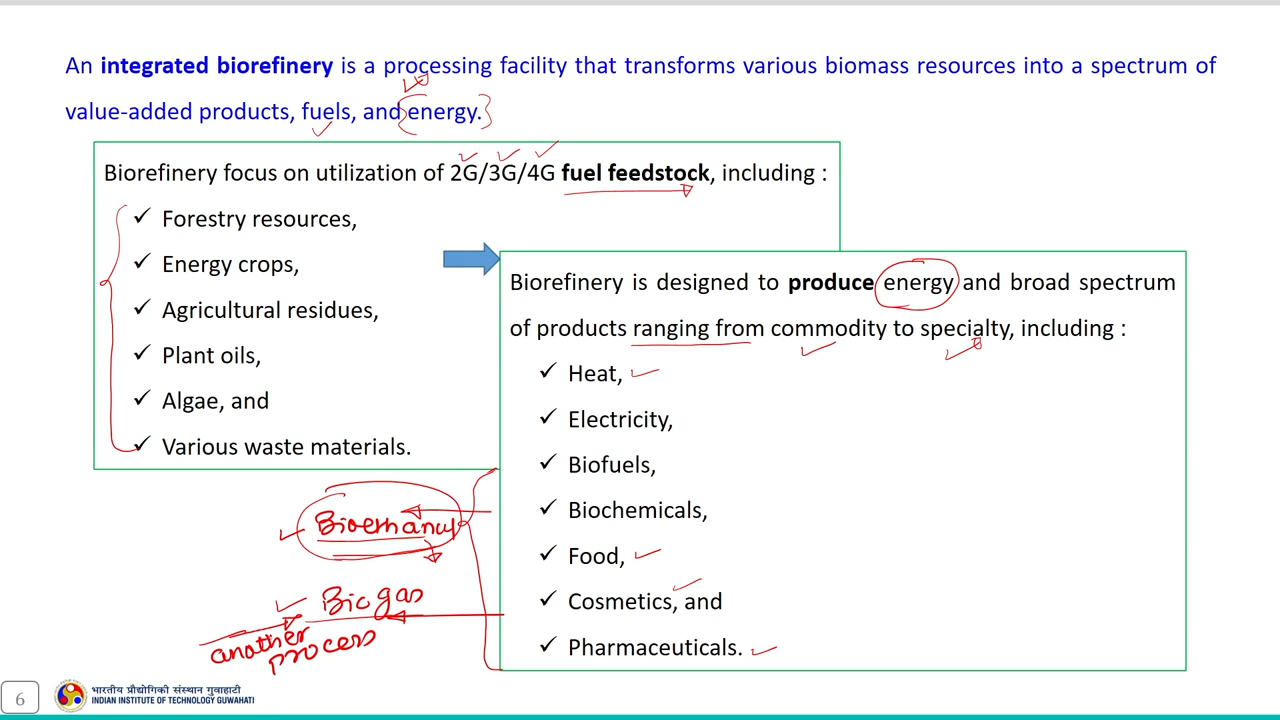 An integrated biorefinery is a processing facility that transforms various biomass resources into a spectrum of
value-added products, fuels, and energy.
Biorefinery focus on utilization of 2G/3G/4G fuel feedstock, including :
✓ Forestry resources,
✓ Energy crops,
✓ Agricultural residues,
✓ Plant oils,
✓ Algae, and
✓ Various waste materials.
Biorefinery is designed to produce energy and broad spectrum
of products ranging from commodity to specialty, including :
✓ Heat,
✓ Electricity,
✓ Biofuels,
✓ Biochemicals,
✓ Food,
✓ Cosmetics, and
✓ Pharmaceuticals.
Biogas
another
process
6
भारतीय प्रौद्योगिकी संस्थान गुवाहाटी
INDIAN INSTITUTE OF TECHNOLOGY GUWAHATI